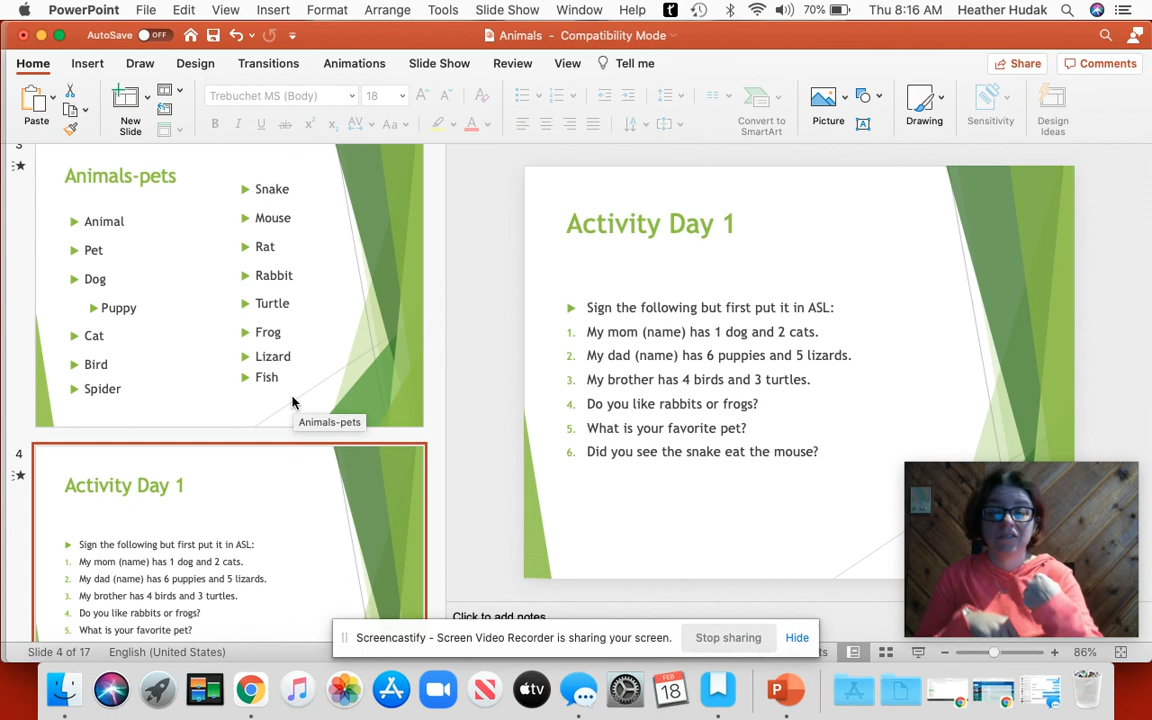 PowerPoint File Edit View Insert Format Arrange Tools Slide Show Window Help 70% Thu 8:16 AM Heather Hudak
AutoSave OFF Animals - Compatibility Mode
Home Insert Draw Design Transitions Animations Slide Show Review View Tell me Share Comments
Trebuchet MS (Body) 18
Paste New Slide Convert to SmartArt Picture Drawing Sensitivity Design Ideas
3
Animals-pets
Animal
Pet
Dog
Puppy
Cat
Bird
Spider
Snake
Mouse
Rat
Rabbit
Turtle
Frog
Lizard
Fish
Animals-pets
4
Activity Day 1
Sign the following but first put it in ASL:
1. My mom (name) has 1 dog and 2 cats.
2. My dad (name) has 6 puppies and 5 lizards.
3. My brother has 4 birds and 3 turtles.
4. Do you like rabbits or frogs?
5. What is your favorite pet?
Activity Day 1
Sign the following but first put it in ASL:
1. My mom (name) has 1 dog and 2 cats.
2. My dad (name) has 6 puppies and 5 lizards.
3. My brother has 4 birds and 3 turtles.
4. Do you like rabbits or frogs?
5. What is your favorite pet?
6. Did you see the snake eat the mouse?
Click to add notes
Screencastify - Screen Video Recorder is sharing your screen. Stop sharing Hide
Slide 4 of 17 English (United States) 86%
FEB
18
tv